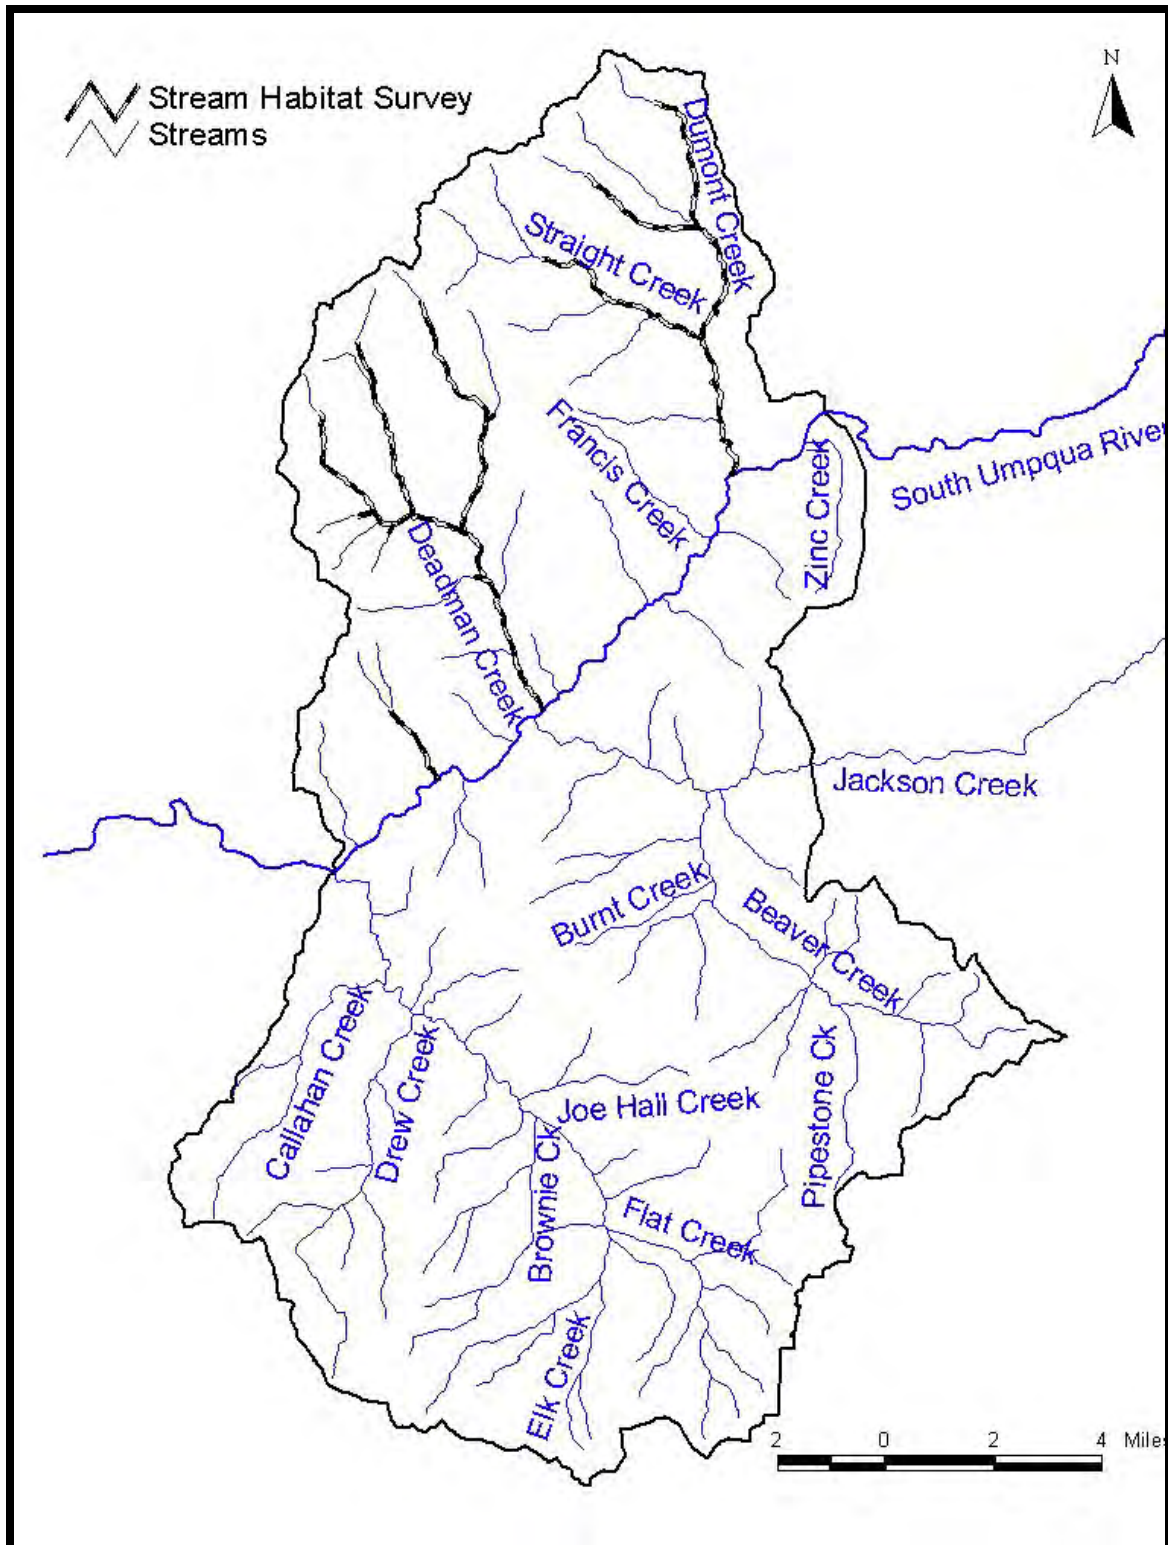 N
Stream Habitat Survey
Streams
Dumont Creek
Straight Creek
Francis Creek
Zinc Creek
South Umpqua River
Deadman Creek
Jackson Creek
Burnt Creek
Beaver Creek
Callahan Creek
Drew Creek
Joe Hall Creek
Pipestone Ck
Brownie Ck
Flat Creek
Elk Creek
2 0 2 4 Miles